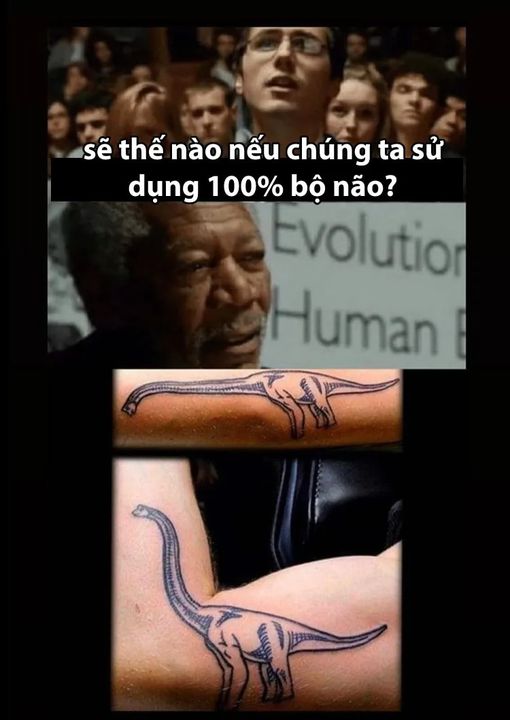 sẽ thế nào nếu chúng ta sử
dụng 100% bộ não?
Evolution
Human